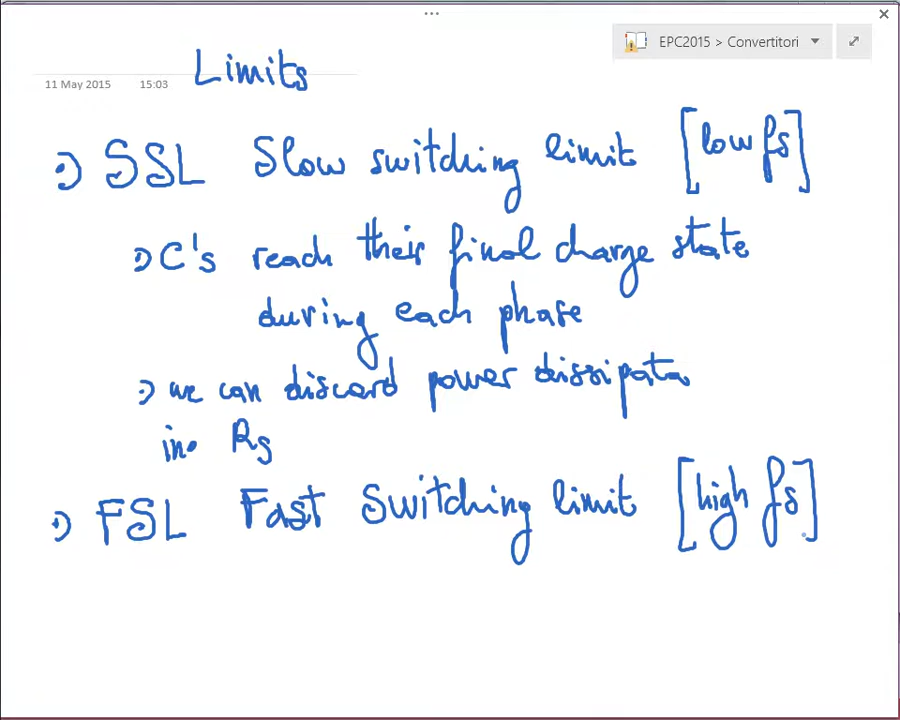 EPC2015 > Convertitori
Limits
11 May 2015 15:03
·) SSL Slow switching limit [low fs]
·) C's reach their final charge state
during each phase
·) we can discard power dissipata
in Rs
·) FSL Fast Switching limit [high fs]